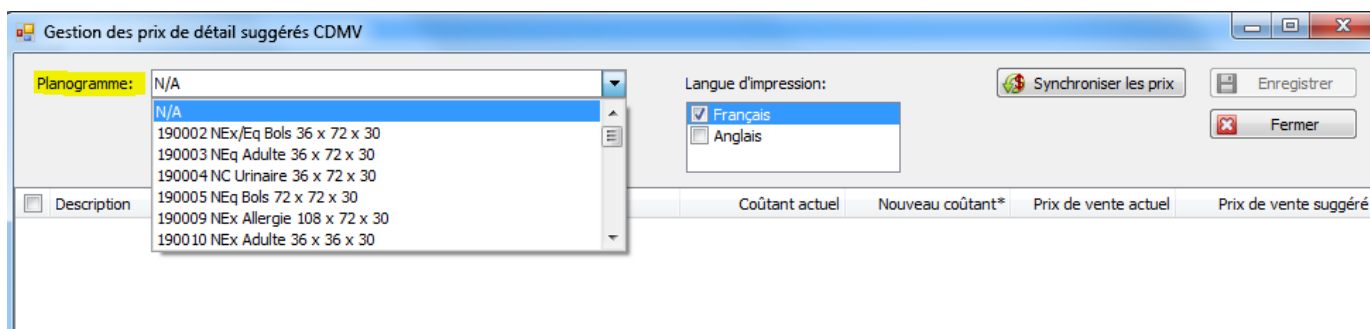 Gestion des prix de détail suggérés CDMV
Planogramme: N/A Langue d'impression: Synchroniser les prix Enregistrer
N/A Français
190002 NEx/Eq Bols 36 x 72 x 30 Anglais Fermer
190003 NEq Adulte 36 x 72 x 30
190004 NC Urinaire 36 x 72 x 30
190005 NEq Bols 72 x 72 x 30
190009 NEx Allergie 108 x 72 x 30
190010 NEx Adulte 36 x 36 x 30
Description Coûtant actuel Nouveau coûtant* Prix de vente actuel Prix de vente suggéré